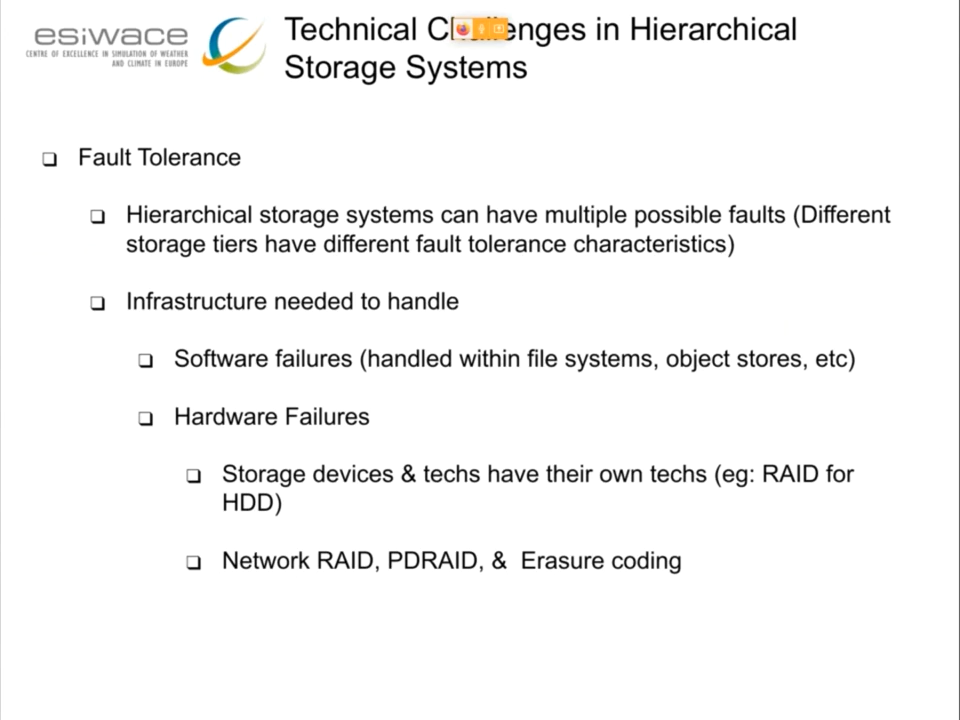 esiwace
CENTRE OF EXCELLENCE IN SIMULATION OF WEATHER
AND CLIMATE IN EUROPE
Technical Challenges in Hierarchical
Storage Systems
Fault Tolerance
Hierarchical storage systems can have multiple possible faults (Different
storage tiers have different fault tolerance characteristics)
Infrastructure needed to handle
Software failures (handled within file systems, object stores, etc)
Hardware Failures
Storage devices & techs have their own techs (eg: RAID for
HDD)
Network RAID, PDRAID, & Erasure coding